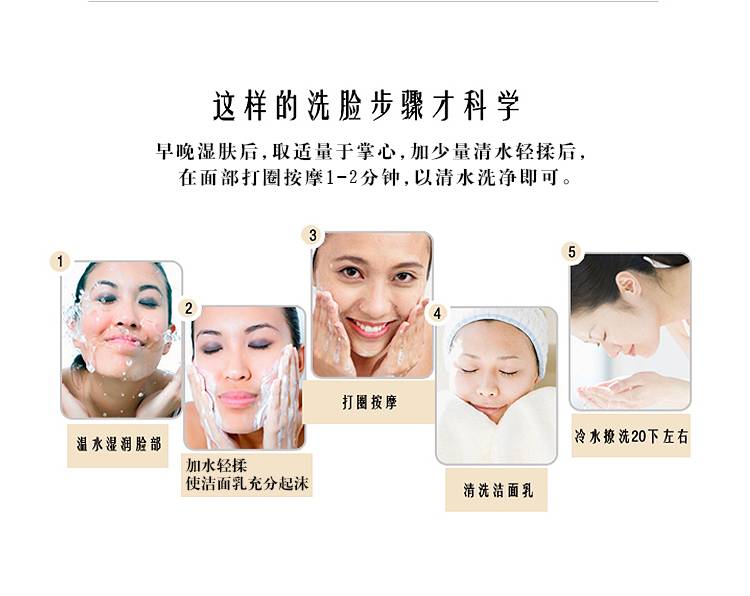 这样的洗脸步骤才科学
早晚湿肤后,取适量于掌心,加少量清水轻揉后,
在面部打圈按摩1-2分钟,以清水洗净即可。
1
温水湿润脸部
2
加水轻揉
使洁面乳充分起沫
3
打圈按摩
4
清洗洁面乳
5
冷水撩洗20下左右